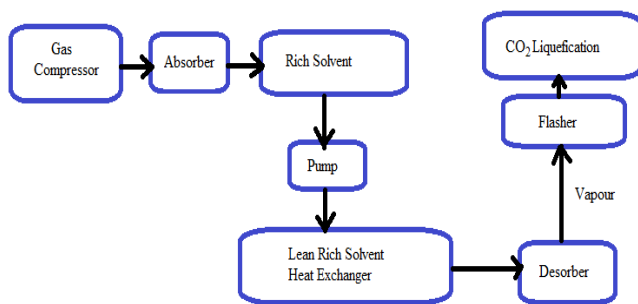 Gas
Compressor
Absorber
Rich Solvent
Pump
Lean Rich Solvent
Heat Exchanger
Desorber
Vapour
Flasher
CO₂ Liquefication